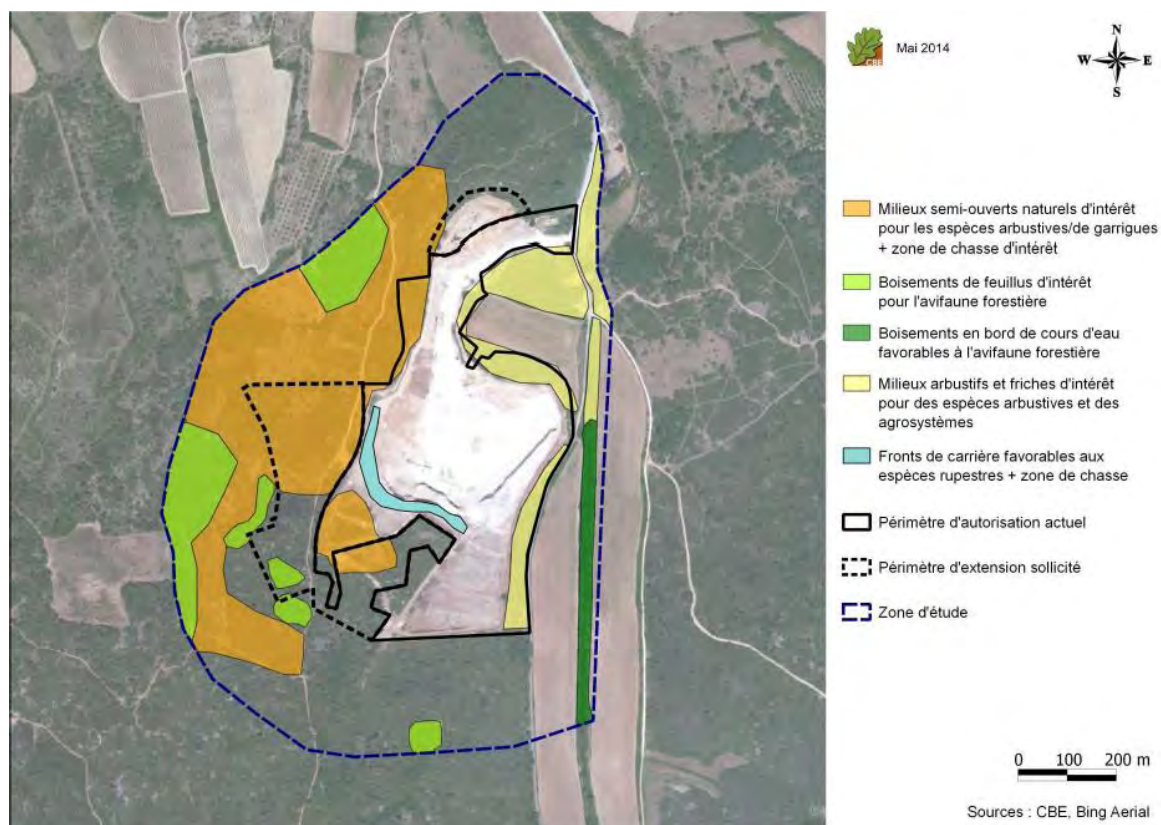 CBE
Mai 2014
N
W E
S
Milieux semi-ouverts naturels d'intérêt
pour les espèces arbustives/de garrigues
+ zone de chasse d'intérêt
Boisements de feuillus d'intérêt
pour l'avifaune forestière
Boisements en bord de cours d'eau
favorables à l'avifaune forestière
Milieux arbustifs et friches d'intérêt
pour des espèces arbustives et des
agrosystèmes
Fronts de carrière favorables aux
espèces rupestres + zone de chasse
Périmètre d'autorisation actuel
Périmètre d'extension sollicité
Zone d'étude
0 100 200 m
Sources : CBE, Bing Aerial